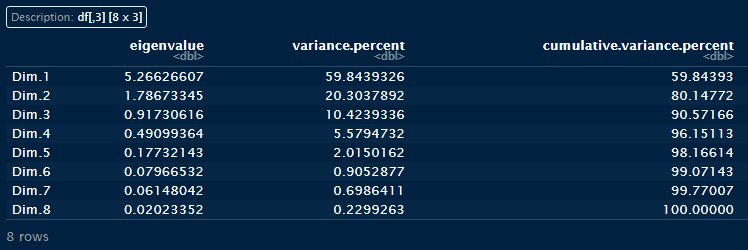 Description: df[,3] [8 x 3]
eigenvalue variance.percent cumulative.variance.percent
<dbl> <dbl> <dbl>
Dim.1 5.26626607 59.8439326 59.84393
Dim.2 1.78673345 20.3037892 80.14772
Dim.3 0.91730616 10.4239336 90.57166
Dim.4 0.49099364 5.5794732 96.15113
Dim.5 0.17732143 2.0150162 98.16614
Dim.6 0.07966532 0.9052877 99.07143
Dim.7 0.06148042 0.6986411 99.77007
Dim.8 0.02023352 0.2299263 100.00000
8 rows